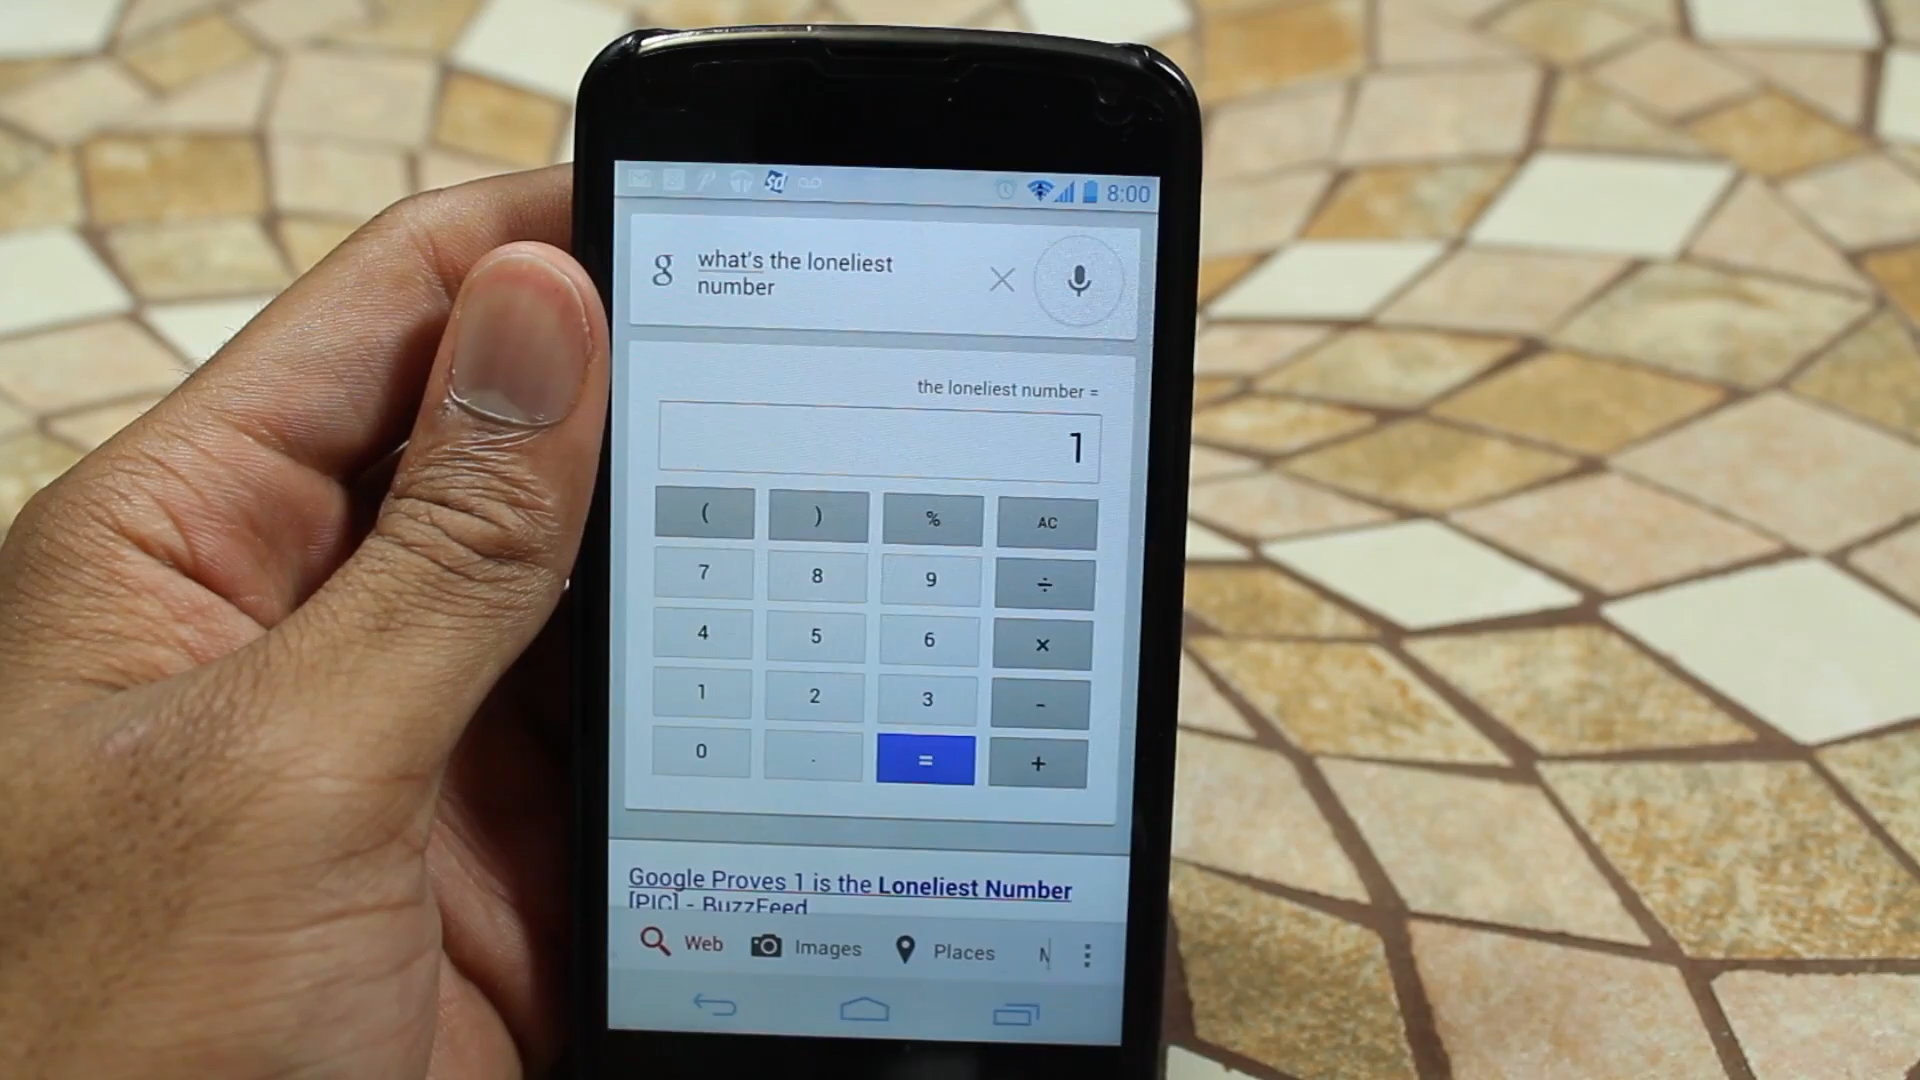 8:00
g what's the loneliest
number
the loneliest number =
1
( ) % AC
7 8 9 ÷
4 5 6 ×
1 2 3 -
0 . = +
Google Proves 1 is the Loneliest Number
[PIC] - BuzzFeed
Web Images Places